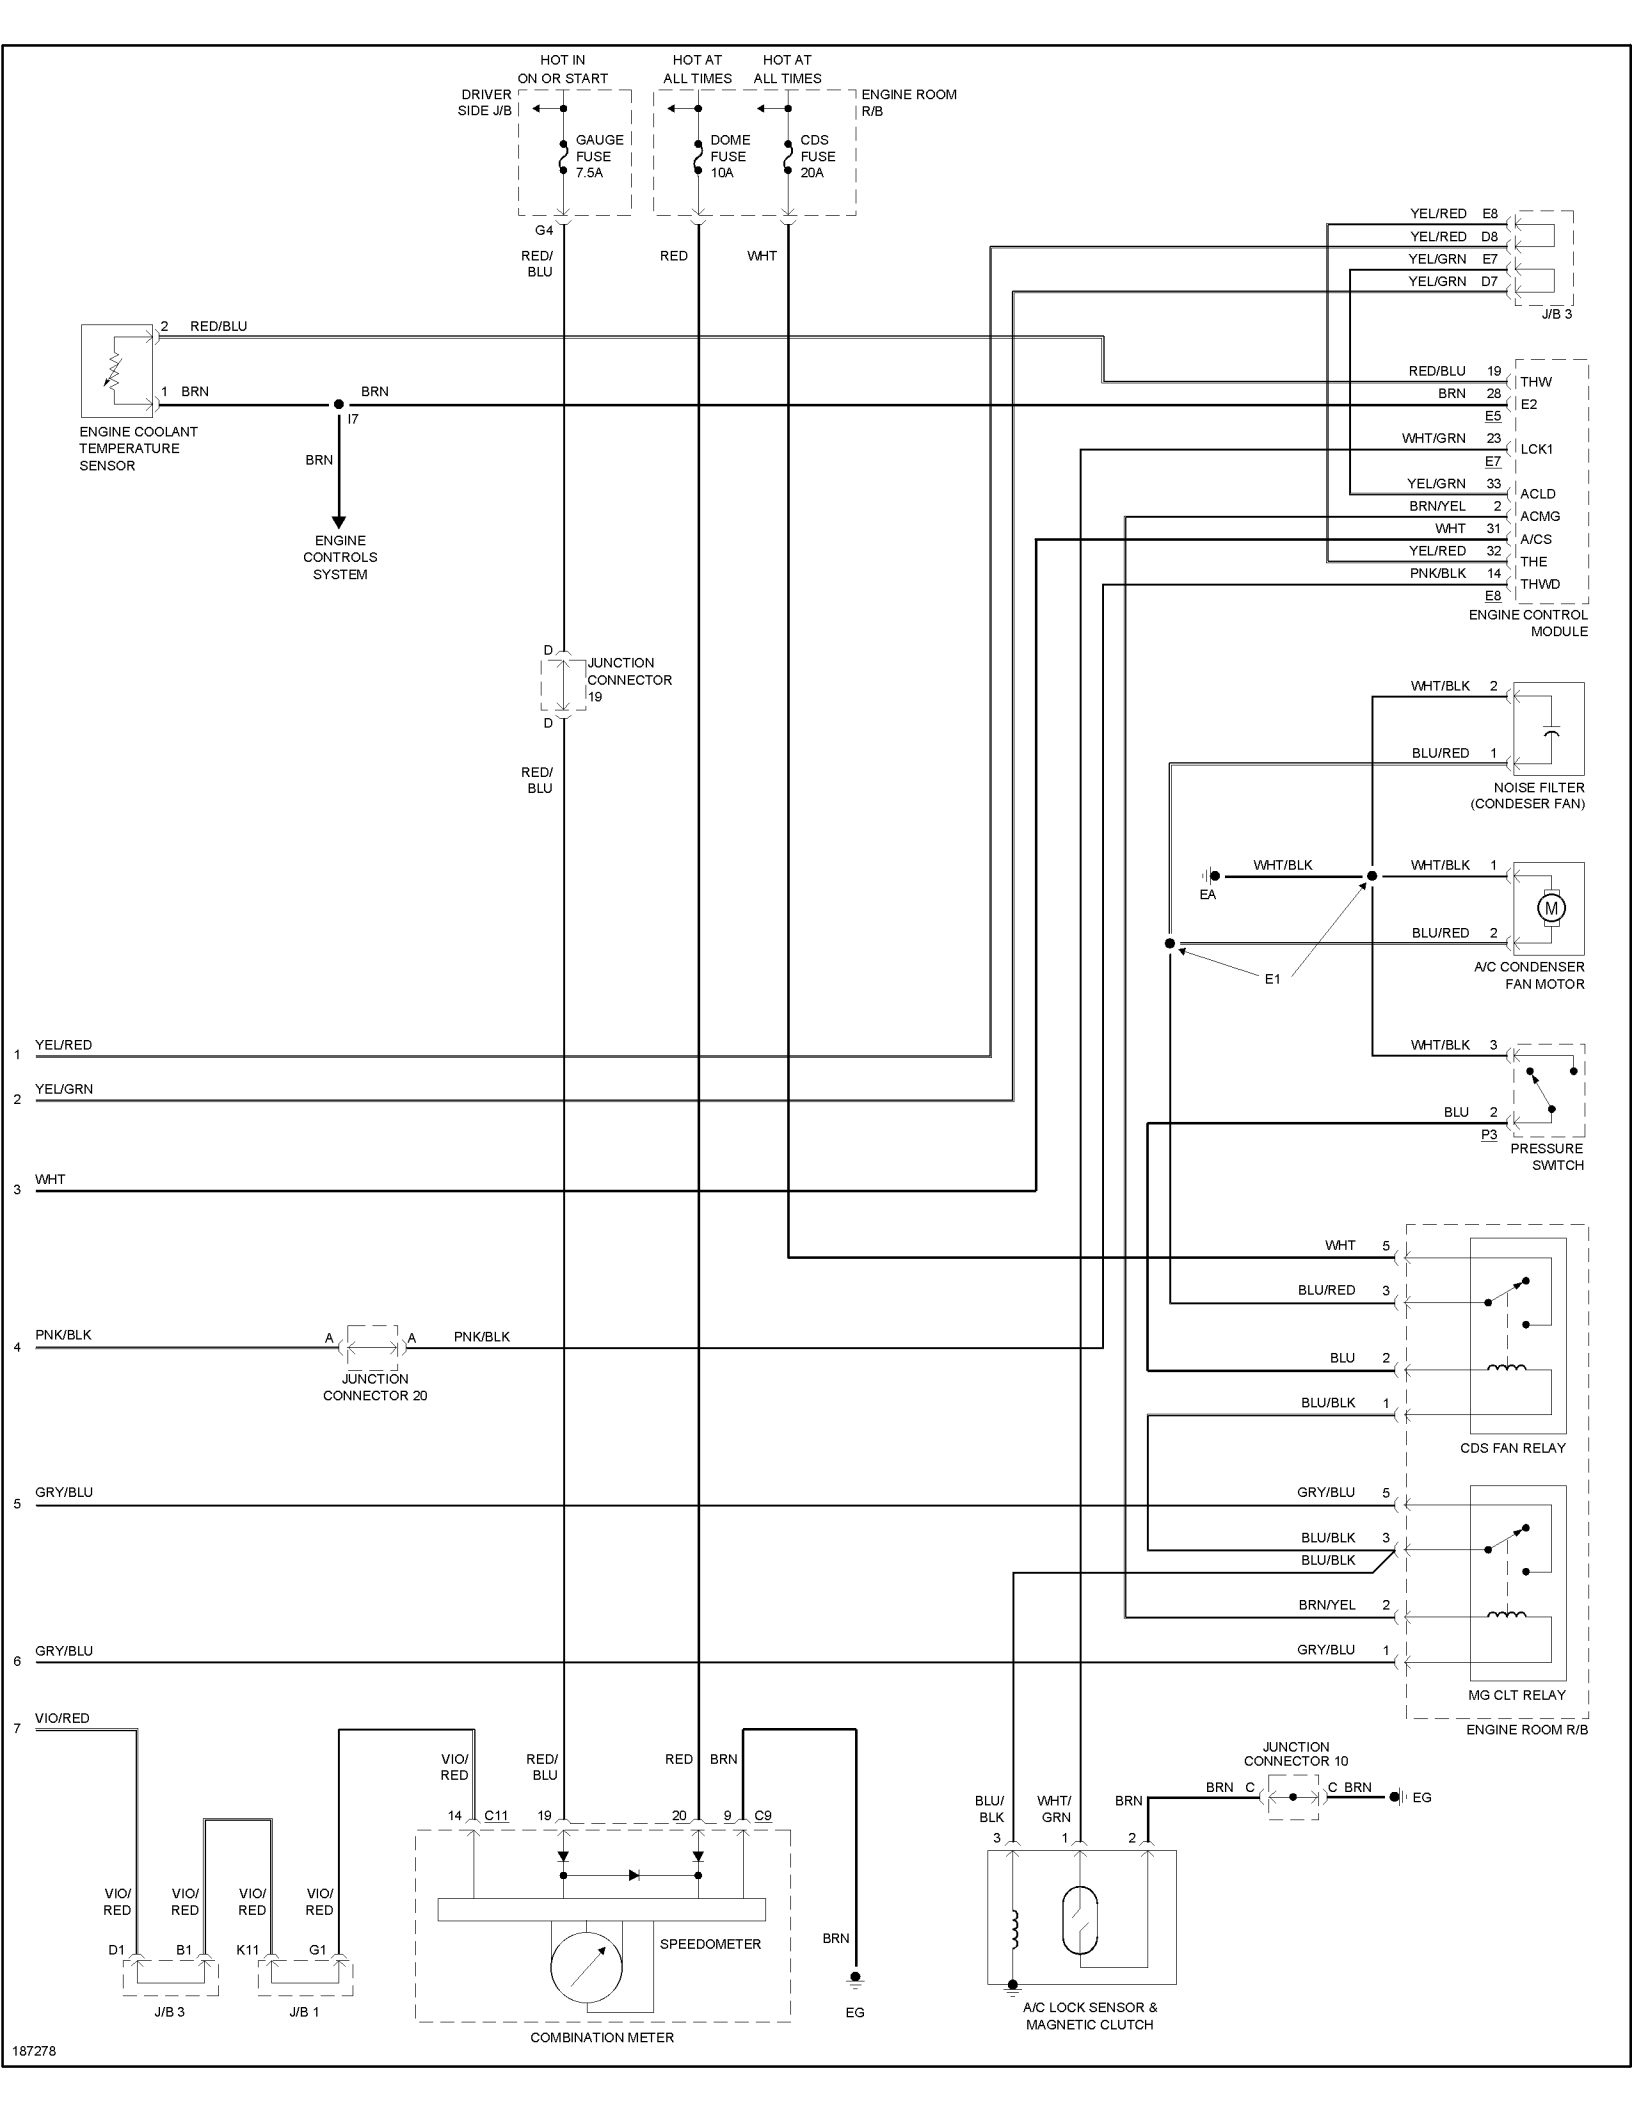 HOT IN
ON OR START
HOT AT
ALL TIMES
HOT AT
ALL TIMES
DRIVER
SIDE J/B
ENGINE ROOM
R/B
GAUGE
FUSE
7.5A
DOME
FUSE
10A
CDS
FUSE
20A
G4
RED/
BLU
RED
WHT
YEL/RED E8
YEL/RED D8
YEL/GRN E7
YEL/GRN D7
J/B 3
2 RED/BLU
1 BRN
BRN
I7
BRN
ENGINE COOLANT
TEMPERATURE
SENSOR
ENGINE
CONTROLS
SYSTEM
RED/BLU 19 THW
BRN 28 E2
E5
WHT/GRN 23 LCK1
E7
YEL/GRN 33 ACLD
BRN/YEL 2 ACMG
WHT 31 A/CS
YEL/RED 32 THE
PNK/BLK 14 THWD
E8
ENGINE CONTROL
MODULE
D
JUNCTION
CONNECTOR
19
D
RED/
BLU
WHT/BLK 2
BLU/RED 1
NOISE FILTER
(CONDESER FAN)
WHT/BLK
EA
WHT/BLK 1
M
BLU/RED 2
A/C CONDENSER
FAN MOTOR
E1
1 YEL/RED
2 YEL/GRN
3 WHT
WHT/BLK 3
BLU 2
P3
PRESSURE
SWITCH
WHT 5
BLU/RED 3
BLU 2
BLU/BLK 1
CDS FAN RELAY
4 PNK/BLK
A
A
PNK/BLK
JUNCTION
CONNECTOR 20
5 GRY/BLU
GRY/BLU 5
BLU/BLK 3
BLU/BLK
BRN/YEL 2
GRY/BLU 1
MG CLT RELAY
ENGINE ROOM R/B
6 GRY/BLU
7 VIO/RED
VIO/
RED
RED/
BLU
RED
BRN
14 C11
19
20
9 C9
VIO/
RED
VIO/
RED
VIO/
RED
VIO/
RED
D1
B1
K11
G1
J/B 3
J/B 1
SPEEDOMETER
COMBINATION METER
BRN
EG
JUNCTION
CONNECTOR 10
BRN C
C BRN
EG
BLU/
BLK
WHT/
GRN
BRN
3
1
2
A/C LOCK SENSOR &
MAGNETIC CLUTCH
187278